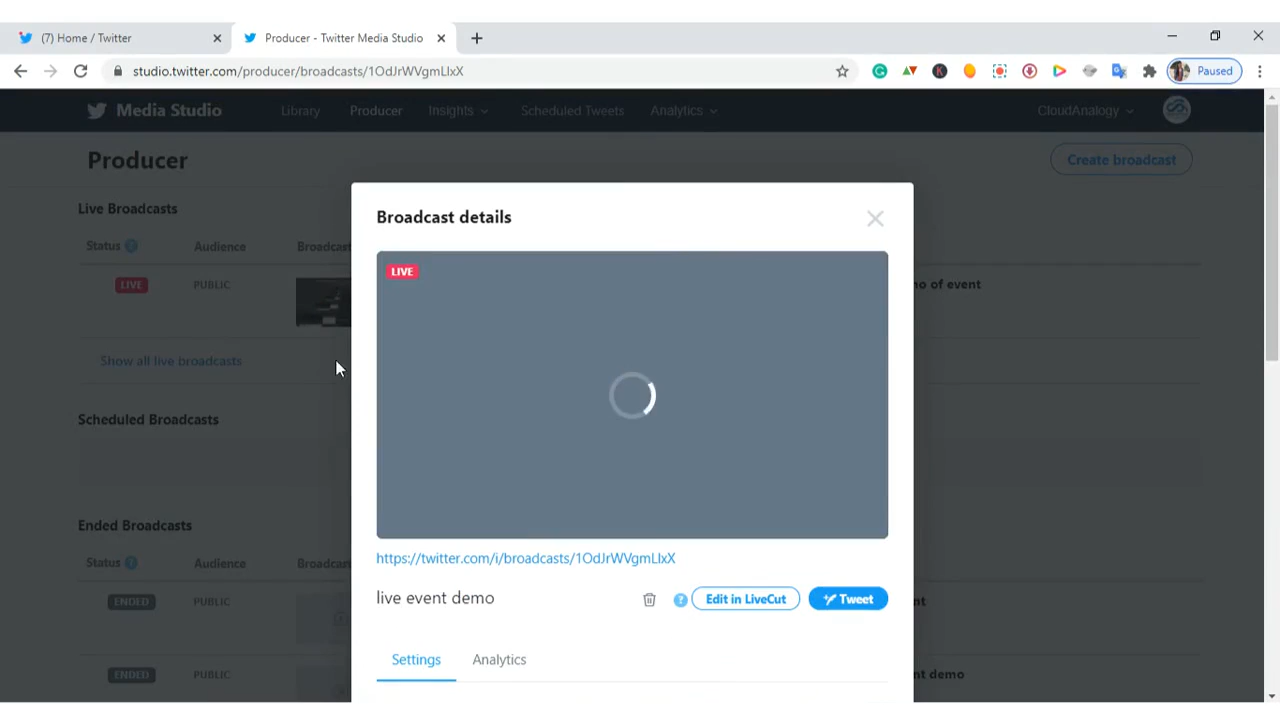 (7) Home / Twitter
Producer - Twitter Media Studio
studio.twitter.com/producer/broadcasts/1OdJrWVgmLlxX
Paused
Media Studio
Library
Producer
Insights
Scheduled Tweets
Analytics
CloudAnalogy
Producer
Create broadcast
Live Broadcasts
Status
Audience
Broadcast
LIVE
PUBLIC
of event
Show all live broadcasts
Scheduled Broadcasts
Ended Broadcasts
Status
Audience
Broadcas
ENDED
PUBLIC
nt
ENDED
PUBLIC
nt demo
Broadcast details
LIVE
https://twitter.com/i/broadcasts/1OdJrWVgmLlxX
live event demo
Edit in LiveCut
Tweet
Settings
Analytics